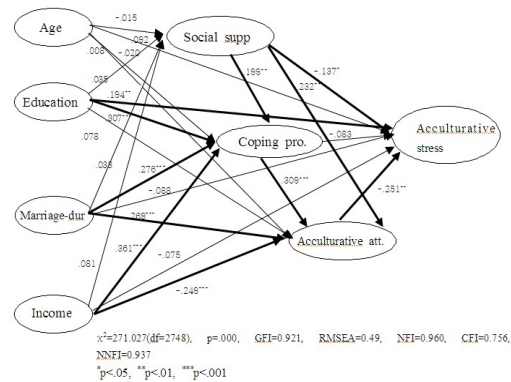 Age
-.015
.092
Social supp
.008
-.020
.035
.189**
.232***
-.137*
Education
.194**
.307***
Acculturative
stress
-.083
Coping pro.
.078
.038
.276***
.309***
-.088
-.251**
Marriage-dur
.269***
Acculturative att.
.361***
-.075
.081
-.249***
Income
χ²=271.027(df=2748), p=.000, GFI=0.921, RMSEA=0.49, NFI=0.960, CFI=0.756,
NNFI=0.937
*p<.05, **p<.01, ***p<.001